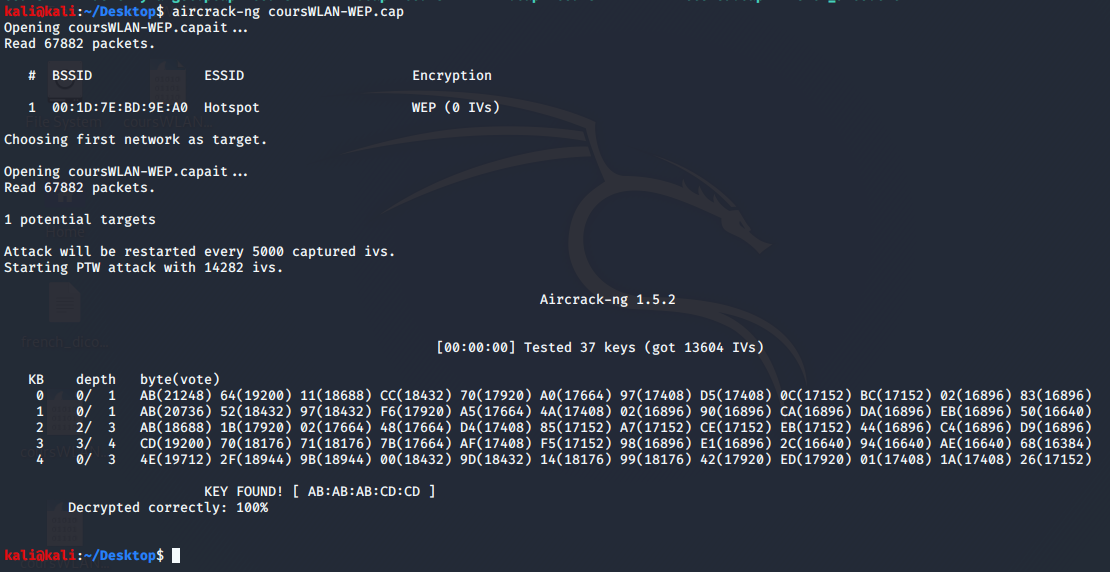 kali@kali:~/Desktop$ aircrack-ng coursWLAN-WEP.cap
Opening coursWLAN-WEP.capait...
Read 67882 packets.
# BSSID ESSID Encryption
1 00:1D:7E:BD:9E:A0 Hotspot WEP (0 IVs)
Choosing first network as target.
Opening coursWLAN-WEP.capait...
Read 67882 packets.
1 potential targets
Attack will be restarted every 5000 captured ivs.
Starting PTW attack with 14282 ivs.
Aircrack-ng 1.5.2
[00:00:00] Tested 37 keys (got 13604 IVs)
KB depth byte(vote)
0 0/ 1 AB(21248) 64(19200) 11(18688) CC(18432) 70(17920) A0(17664) 97(17408) D5(17408) 0C(17152) BC(17152) 02(16896) 83(16896)
1 0/ 1 AB(20736) 52(18432) 97(18432) F6(17920) A5(17664) 4A(17408) 02(16896) 90(16896) CA(16896) DA(16896) EB(16896) 50(16640)
2 2/ 3 AB(18688) 1B(17920) 02(17664) 48(17664) D4(17408) 85(17152) A7(17152) CE(17152) EB(17152) 44(16896) C4(16896) D9(16896)
3 3/ 4 CD(19200) 70(18176) 71(18176) 7B(17664) AF(17408) F5(17152) 98(16896) E1(16896) 2C(16640) 94(16640) AE(16640) 68(16384)
4 0/ 3 4E(19712) 2F(18944) 9B(18944) 00(18432) 9D(18432) 14(18176) 99(18176) 42(17920) ED(17920) 01(17408) 1A(17408) 26(17152)
KEY FOUND! [ AB:AB:AB:CD:CD ]
Decrypted correctly: 100%
kali@kali:~/Desktop$